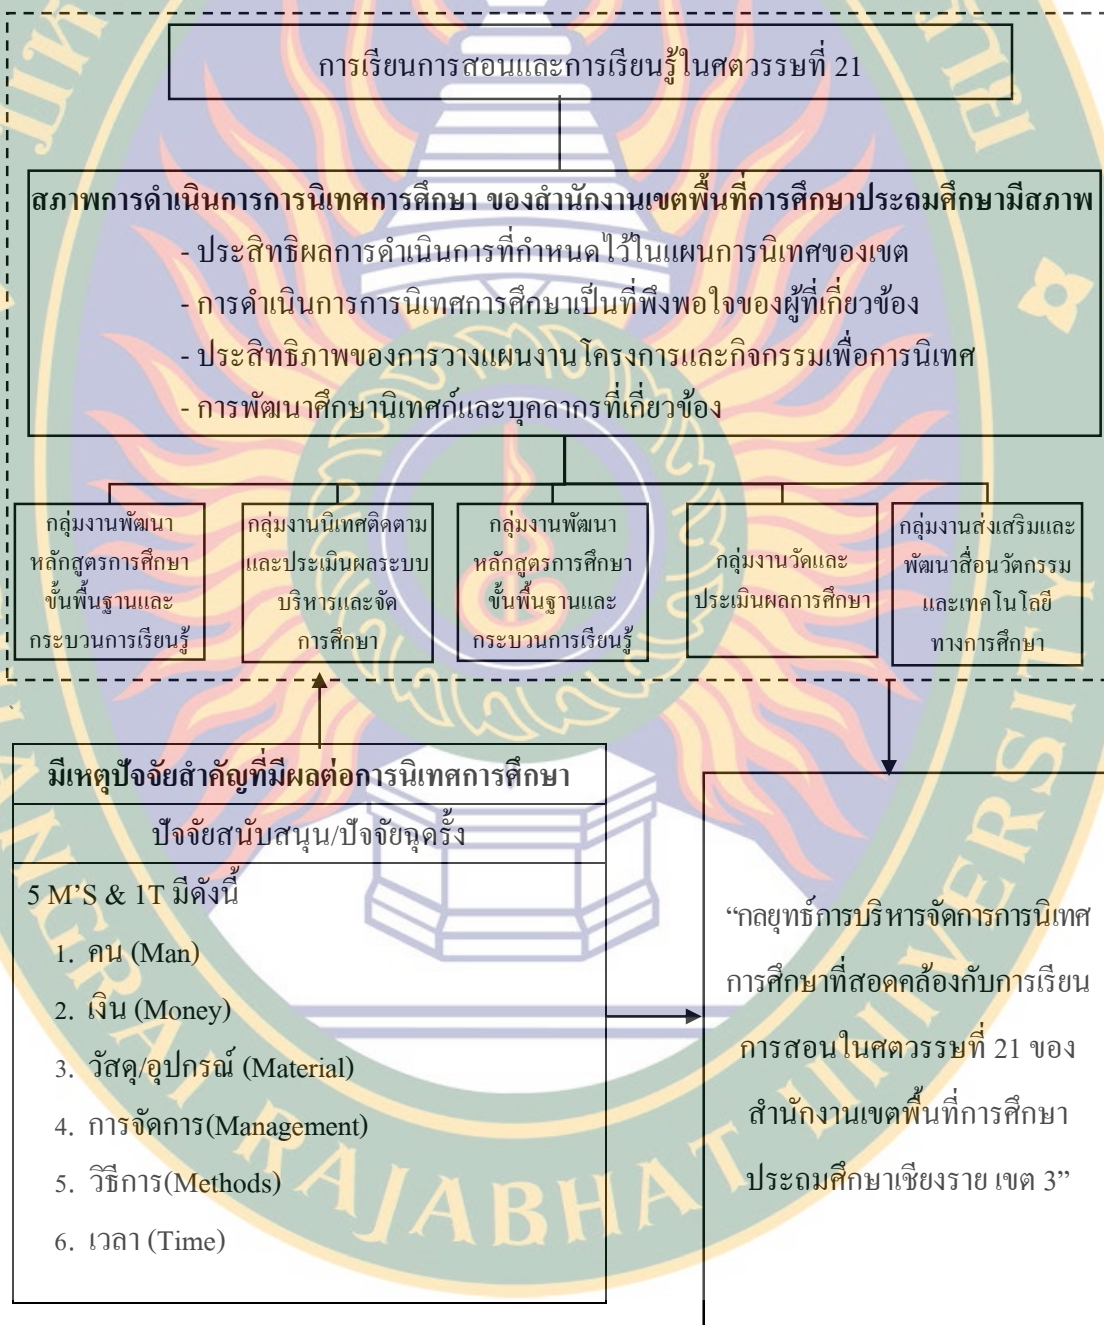 การเรียนการสอนและการเรียนรู้ในศตวรรษที่ 21
สภาพการดำเนินการการนิเทศการศึกษา ของสำนักงานเขตพื้นที่การศึกษาประถมศึกษามีสภาพ
- ประสิทธิผลการดำเนินการที่กำหนดไว้ในแผนการนิเทศของเขต
- การดำเนินการการนิเทศการศึกษาเป็นที่พึงพอใจของผู้ที่เกี่ยวข้อง
- ประสิทธิภาพของการวางแผนงานโครงการและกิจกรรมเพื่อการนิเทศ
- การพัฒนาศึกษานิเทศก์และบุคลากรที่เกี่ยวข้อง
กลุ่มงานพัฒนา
หลักสูตรการศึกษา
ขั้นพื้นฐานและ
กระบวนการเรียนรู้
กลุ่มงานนิเทศติดตาม
และประเมินผลระบบ
บริหารและจัด
การศึกษา
กลุ่มงานพัฒนา
หลักสูตรการศึกษา
ขั้นพื้นฐานและ
กระบวนการเรียนรู้
กลุ่มงานวัดและ
ประเมินผลการศึกษา
กลุ่มงานส่งเสริมและ
พัฒนาสื่อนวัตกรรม
และเทคโนโลยี
ทางการศึกษา
มีเหตุปัจจัยสำคัญที่มีผลต่อการนิเทศการศึกษา
ปัจจัยสนับสนุน/ปัจจัยฉุดรั้ง
5 M’S & 1T มีดังนี้
1. คน (Man)
2. เงิน (Money)
3. วัสดุ/อุปกรณ์ (Material)
4. การจัดการ(Management)
5. วิธีการ(Methods)
6. เวลา (Time)
“กลยุทธ์การบริหารจัดการการนิเทศ
การศึกษาที่สอดคล้องกับการเรียน
การสอนในศตวรรษที่ 21 ของ
สำนักงานเขตพื้นที่การศึกษา
ประถมศึกษาเชียงราย เขต 3”
RAJABHAT UNIVERSITY